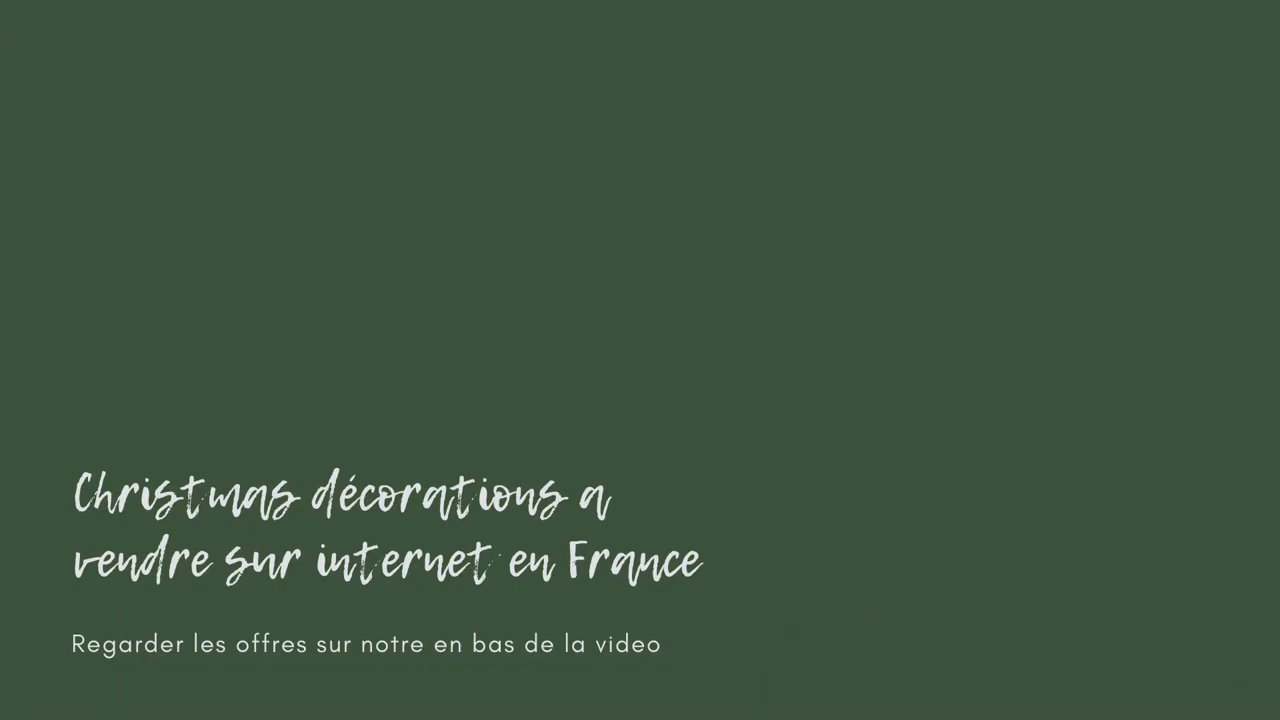 Christmas décorations a
vendre sur internet en France
Regarder les offres sur notre en bas de la video